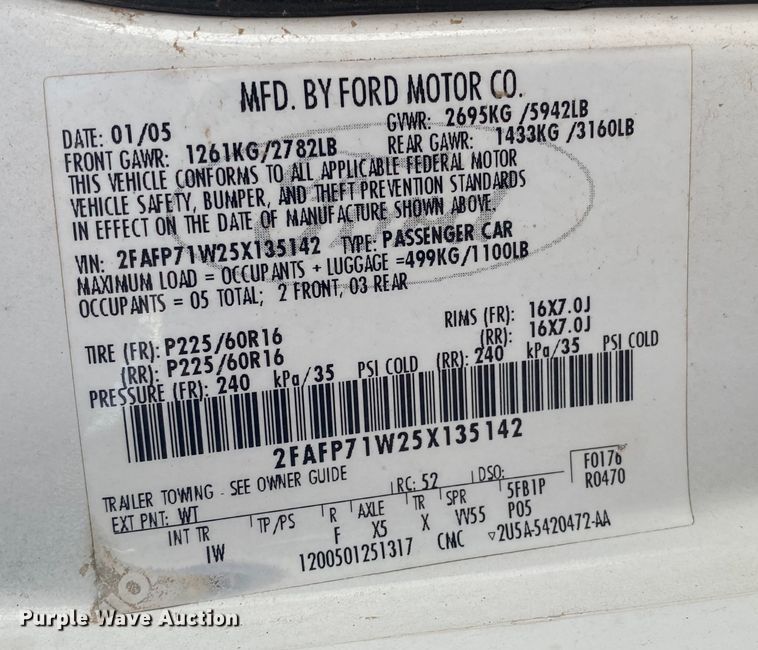 MFD. BY FORD MOTOR CO.
DATE: 01/05 GVWR: 2695KG /5942LB
FRONT GAWR: 1261KG/2782LB REAR GAWR: 1433KG /3160LB
THIS VEHICLE CONFORMS TO ALL APPLICABLE FEDERAL MOTOR
VEHICLE SAFETY, BUMPER, AND THEFT PREVENTION STANDARDS
IN EFFECT ON THE DATE OF MANUFACTURE SHOWN ABOVE.
VIN: 2FAFP71W25X135142 TYPE: PASSENGER CAR
MAXIMUM LOAD = OCCUPANTS + LUGGAGE =499KG/1100LB
OCCUPANTS = 05 TOTAL; 2 FRONT, 03 REAR
TIRE (FR): P225/60R16 RIMS (FR): 16X7.0J
(RR): P225/60R16 (RR): 16X7.0J
PRESSURE (FR): 240 kPa/35 PSI COLD (RR): 240 kPa/35 PSI COLD
2FAFP71W25X135142
TRAILER TOWING - SEE OWNER GUIDE
EXT PNT: WT RC: 52 DSO: F0176
R0470
INT TR TP/PS R AXLE TR SPR 5FB1P
IW F X5 X VV55 P05
1200501251317 CMC ▽2U5A-5420472-AA
Purple Wave Auction